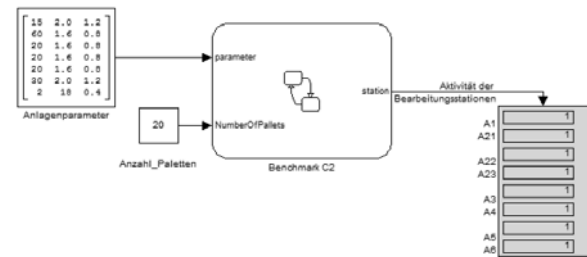 15 2.0 1.2
60 1.6 0.8
20 1.6 0.8
20 1.6 0.8
20 1.6 0.8
30 2.0 1.2
2 18 0.4
Anlagenparameter
20
Anzahl_Paletten
parameter
NumberOfPallets
station
Benchmark C2
Aktivität der
Bearbeitungsstationen
A1 1
A21 1
A22 1
A23 1
A3 1
A4 1
A5 1
A6 1